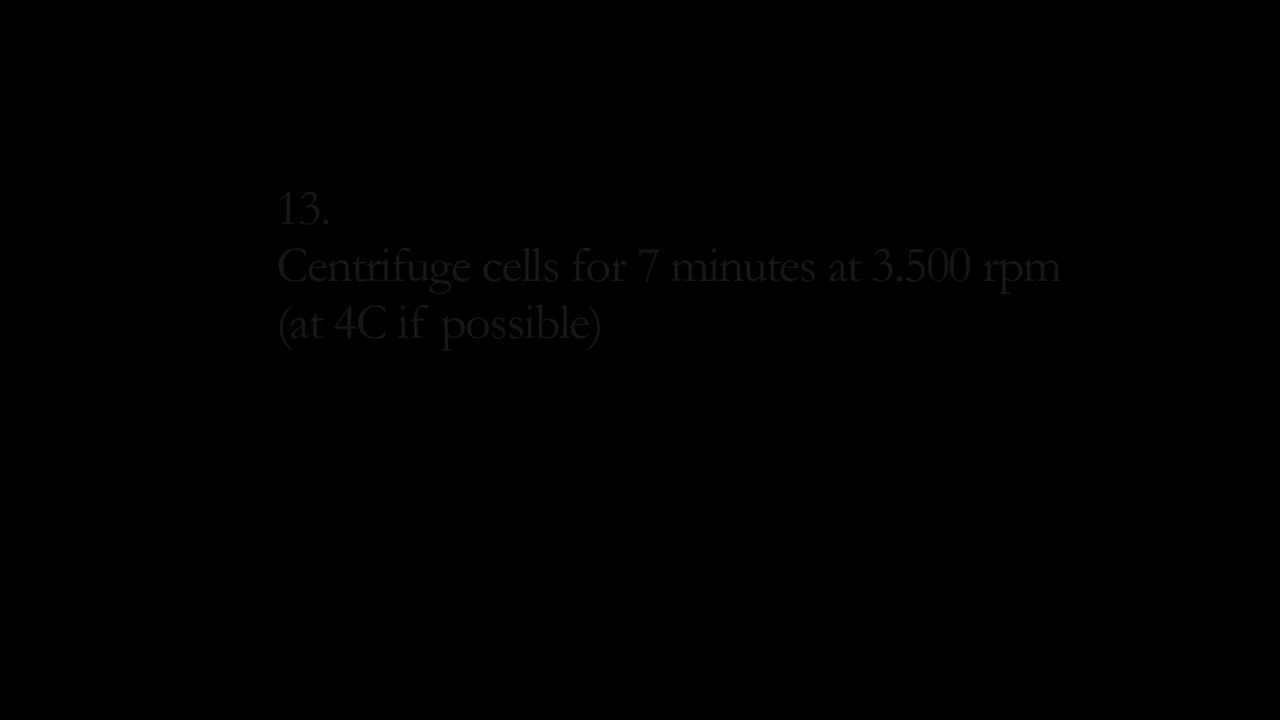 13.
Centrifuge cells for 7 minutes at 3.500 rpm
(at 4C if possible)